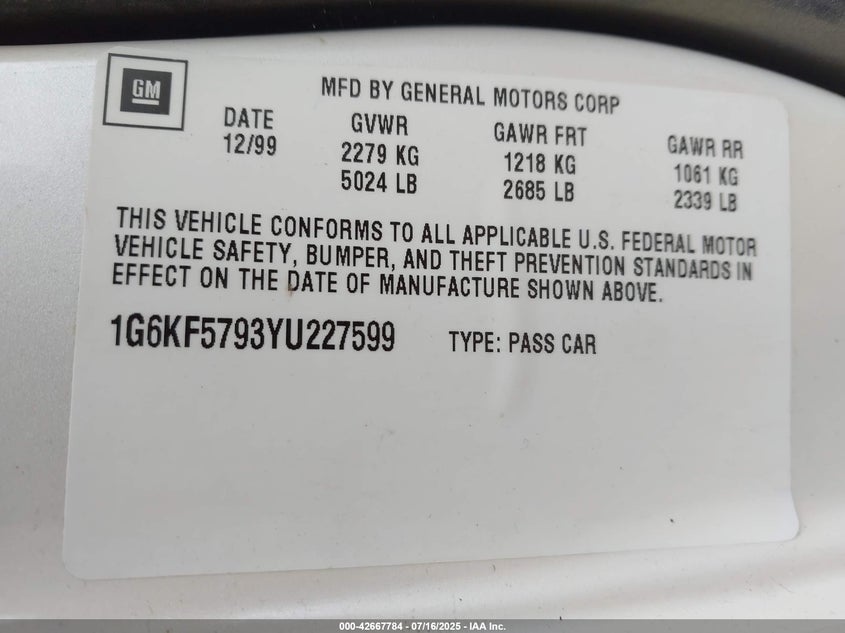 GM
MFD BY GENERAL MOTORS CORP
DATE GVWR GAWR FRT GAWR RR
12/99 2279 KG 1218 KG 1061 KG
5024 LB 2685 LB 2339 LB
THIS VEHICLE CONFORMS TO ALL APPLICABLE U.S. FEDERAL MOTOR
VEHICLE SAFETY, BUMPER, AND THEFT PREVENTION STANDARDS IN
EFFECT ON THE DATE OF MANUFACTURE SHOWN ABOVE.
1G6KF5793YU227599 TYPE: PASS CAR
000-42667784 - 07/16/2025 - IAA Inc.